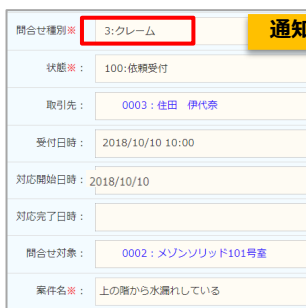 問合せ種別※： 3:クレーム 通知
状態※： 100:依頼受付
取引先： 0003：住田　伊代奈
受付日時： 2018/10/10 10:00
対応開始日時： 2018/10/10
対応完了日時：
問合せ対象： 0002：メゾンソリッド101号室
案件名※： 上の階から水漏れしている